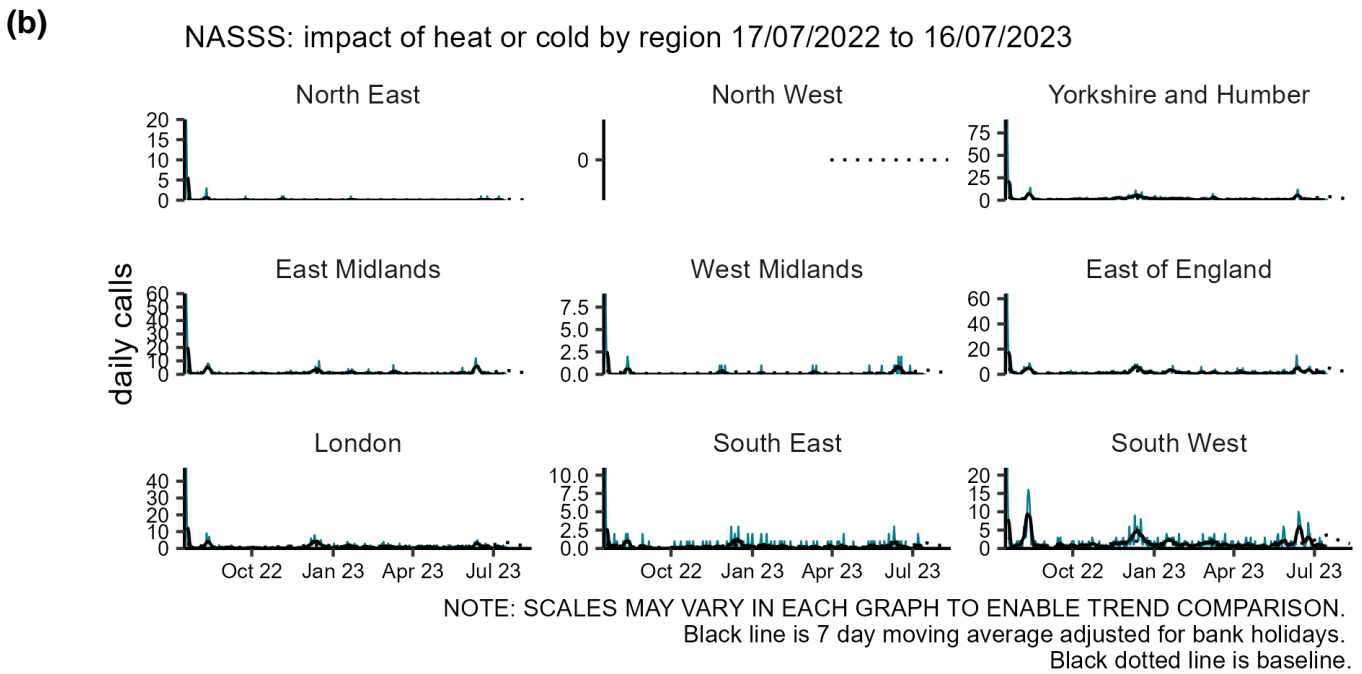 (b)
NASSS: impact of heat or cold by region 17/07/2022 to 16/07/2023
North East
20
15
10
5
0
North West
0
Yorkshire and Humber
75
50
25
0
daily calls
East Midlands
60
50
40
30
20
10
0
West Midlands
7.5
5.0
2.5
0.0
East of England
60
40
20
0
London
40
30
20
10
0
Oct 22 Jan 23 Apr 23 Jul 23
South East
10.0
7.5
5.0
2.5
0.0
Oct 22 Jan 23 Apr 23 Jul 23
South West
20
15
10
5
0
Oct 22 Jan 23 Apr 23 Jul 23
NOTE: SCALES MAY VARY IN EACH GRAPH TO ENABLE TREND COMPARISON.
Black line is 7 day moving average adjusted for bank holidays.
Black dotted line is baseline.